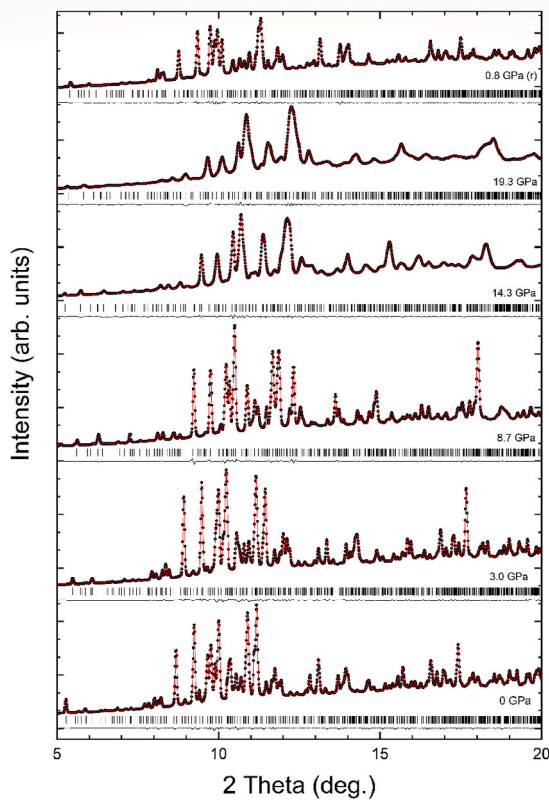 Intensity (arb. units)
0.8 GPa (r)
19.3 GPa
14.3 GPa
8.7 GPa
3.0 GPa
0 GPa
5 10 15 20
2 Theta (deg.)